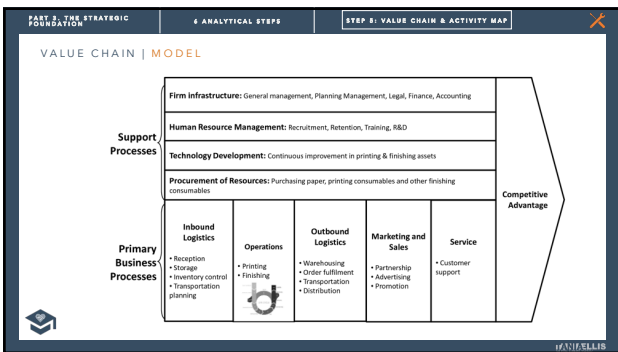 PART 3. THE STRATEGIC
FOUNDATION
6 ANALYTICAL STEPS
STEP 5: VALUE CHAIN & ACTIVITY MAP
VALUE CHAIN | MODEL
Support
Processes
Firm infrastructure: General management, Planning Management, Legal, Finance, Accounting
Human Resource Management: Recruitment, Retention, Training, R&D
Technology Development: Continuous improvement in printing & finishing assets
Procurement of Resources: Purchasing paper, printing consumables and other finishing
consumables
Competitive
Advantage
Primary
Business
Processes
Inbound
Logistics
• Reception
• Storage
• Inventory control
• Transportation
planning
Operations
• Printing
• Finishing
Outbound
Logistics
• Warehousing
• Order fulfilment
• Transportation
• Distribution
Marketing and
Sales
• Partnership
• Advertising
• Promotion
Service
• Customer
support
TANIAELLIS